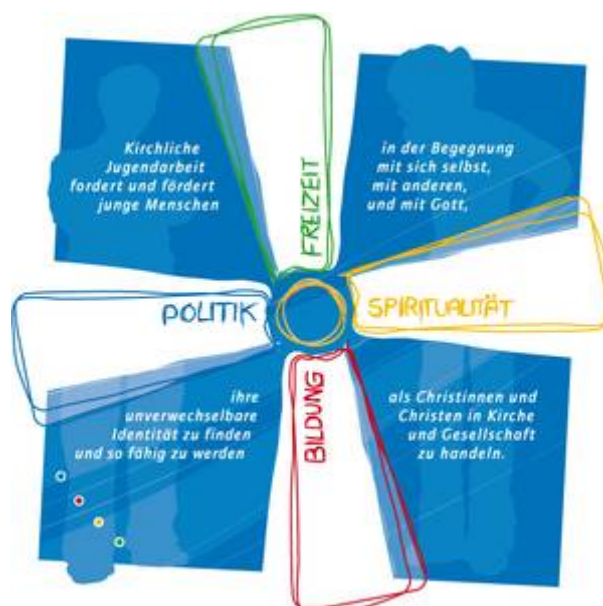 Kirchliche
Jugendarbeit
fordert und fördert
junge Menschen
in der Begegnung
mit sich selbst,
mit anderen,
und mit Gott,
FREIZEIT
POLITIK
SPIRITUALITÄT
BILDUNG
ihre
unverwechselbare
Identität zu finden
und so fähig zu werden
als Christinnen und
Christen in Kirche
und Gesellschaft
zu handeln.